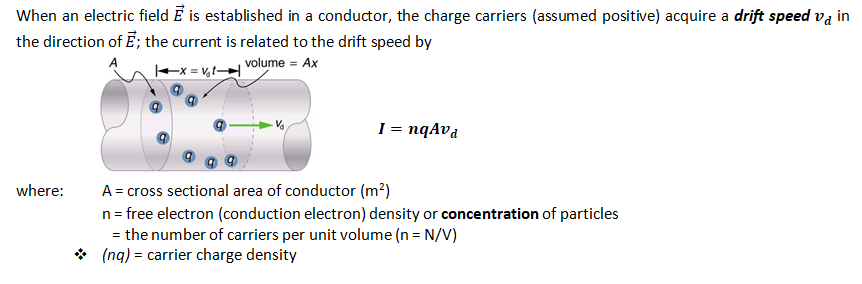 When an electric field E⃗ is established in a conductor, the charge carriers (assumed positive) acquire a drift speed v_d in
the direction of E⃗; the current is related to the drift speed by
A
x = v_d t
volume = Ax
q
q
q
q
v_d
q
q
q
q
I = nqAv_d
where: A = cross sectional area of conductor (m²)
n = free electron (conduction electron) density or concentration of particles
= the number of carriers per unit volume (n = N/V)
❖ (nq) = carrier charge density